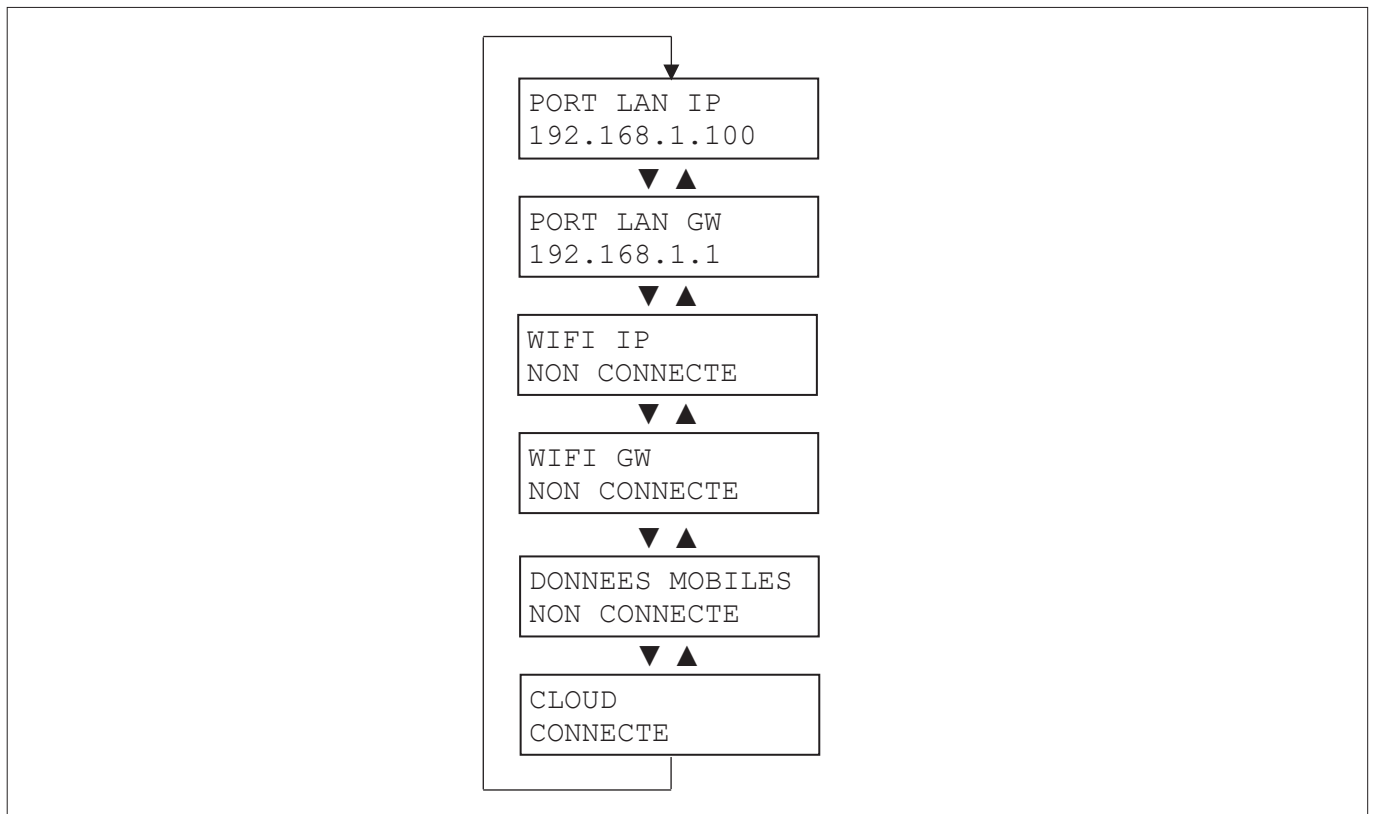 PORT LAN IP
192.168.1.100
▼ ▲
PORT LAN GW
192.168.1.1
▼ ▲
WIFI IP
NON CONNECTE
▼ ▲
WIFI GW
NON CONNECTE
▼ ▲
DONNEES MOBILES
NON CONNECTE
▼ ▲
CLOUD
CONNECTE